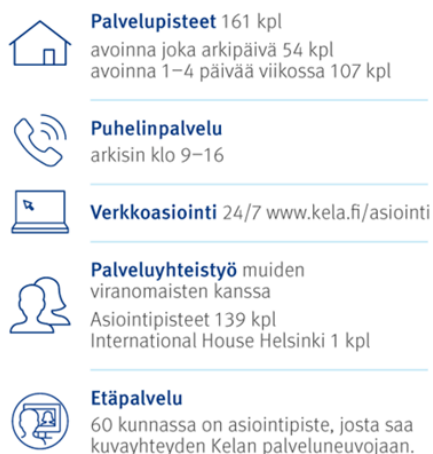 Palvelupisteet 161 kpl
avoinna joka arkipäivä 54 kpl
avoinna 1–4 päivää viikossa 107 kpl
Puhelinpalvelu
arkisin klo 9–16
Verkkoasiointi 24/7 www.kela.fi/asiointi
Palveluyhteistyö muiden
viranomaisten kanssa
Asiointipisteet 139 kpl
International House Helsinki 1 kpl
Etäpalvelu
60 kunnassa on asiointipiste, josta saa
kuvayhteyden Kelan palveluneuvojaan.